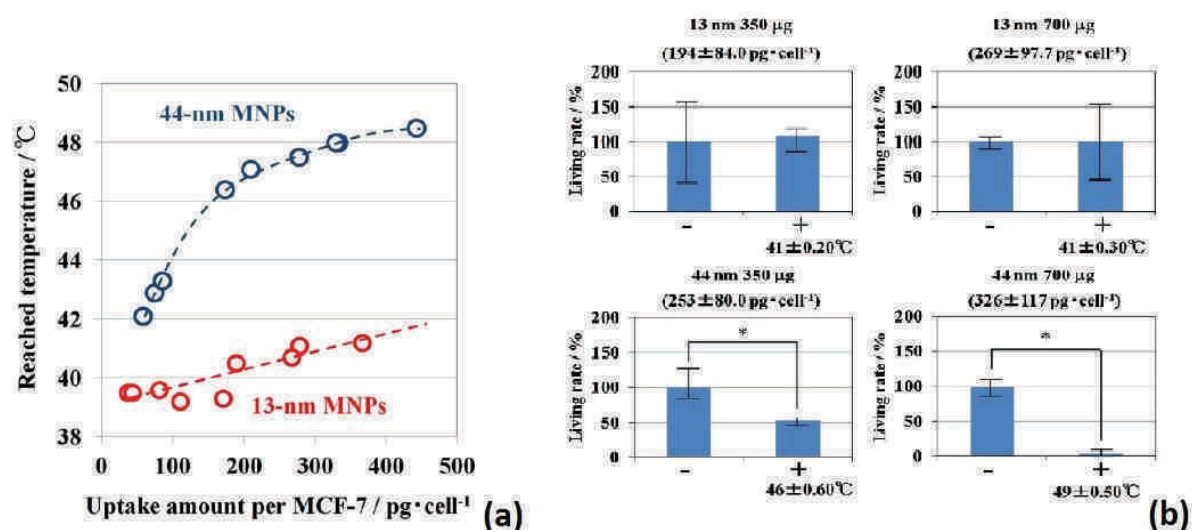 50
48
46
44
42
40
38
Reached temperature / °C
44-nm MNPs
13-nm MNPs
0 100 200 300 400 500
Uptake amount per MCF-7 / pg·cell⁻¹
(a)
13 nm 350 µg
(194±84.0 pg·cell⁻¹)
200
150
100
50
0
Living rate / %
- +
41±0.20℃
13 nm 700 µg
(269±97.7 pg·cell⁻¹)
200
150
100
50
0
Living rate / %
- +
41±0.30℃
44 nm 350 µg
(253±80.0 pg·cell⁻¹)
200
150
100
50
0
Living rate / %
*
- +
46±0.60℃
44 nm 700 µg
(326±117 pg·cell⁻¹)
200
150
100
50
0
Living rate / %
*
- +
49±0.50℃
(b)